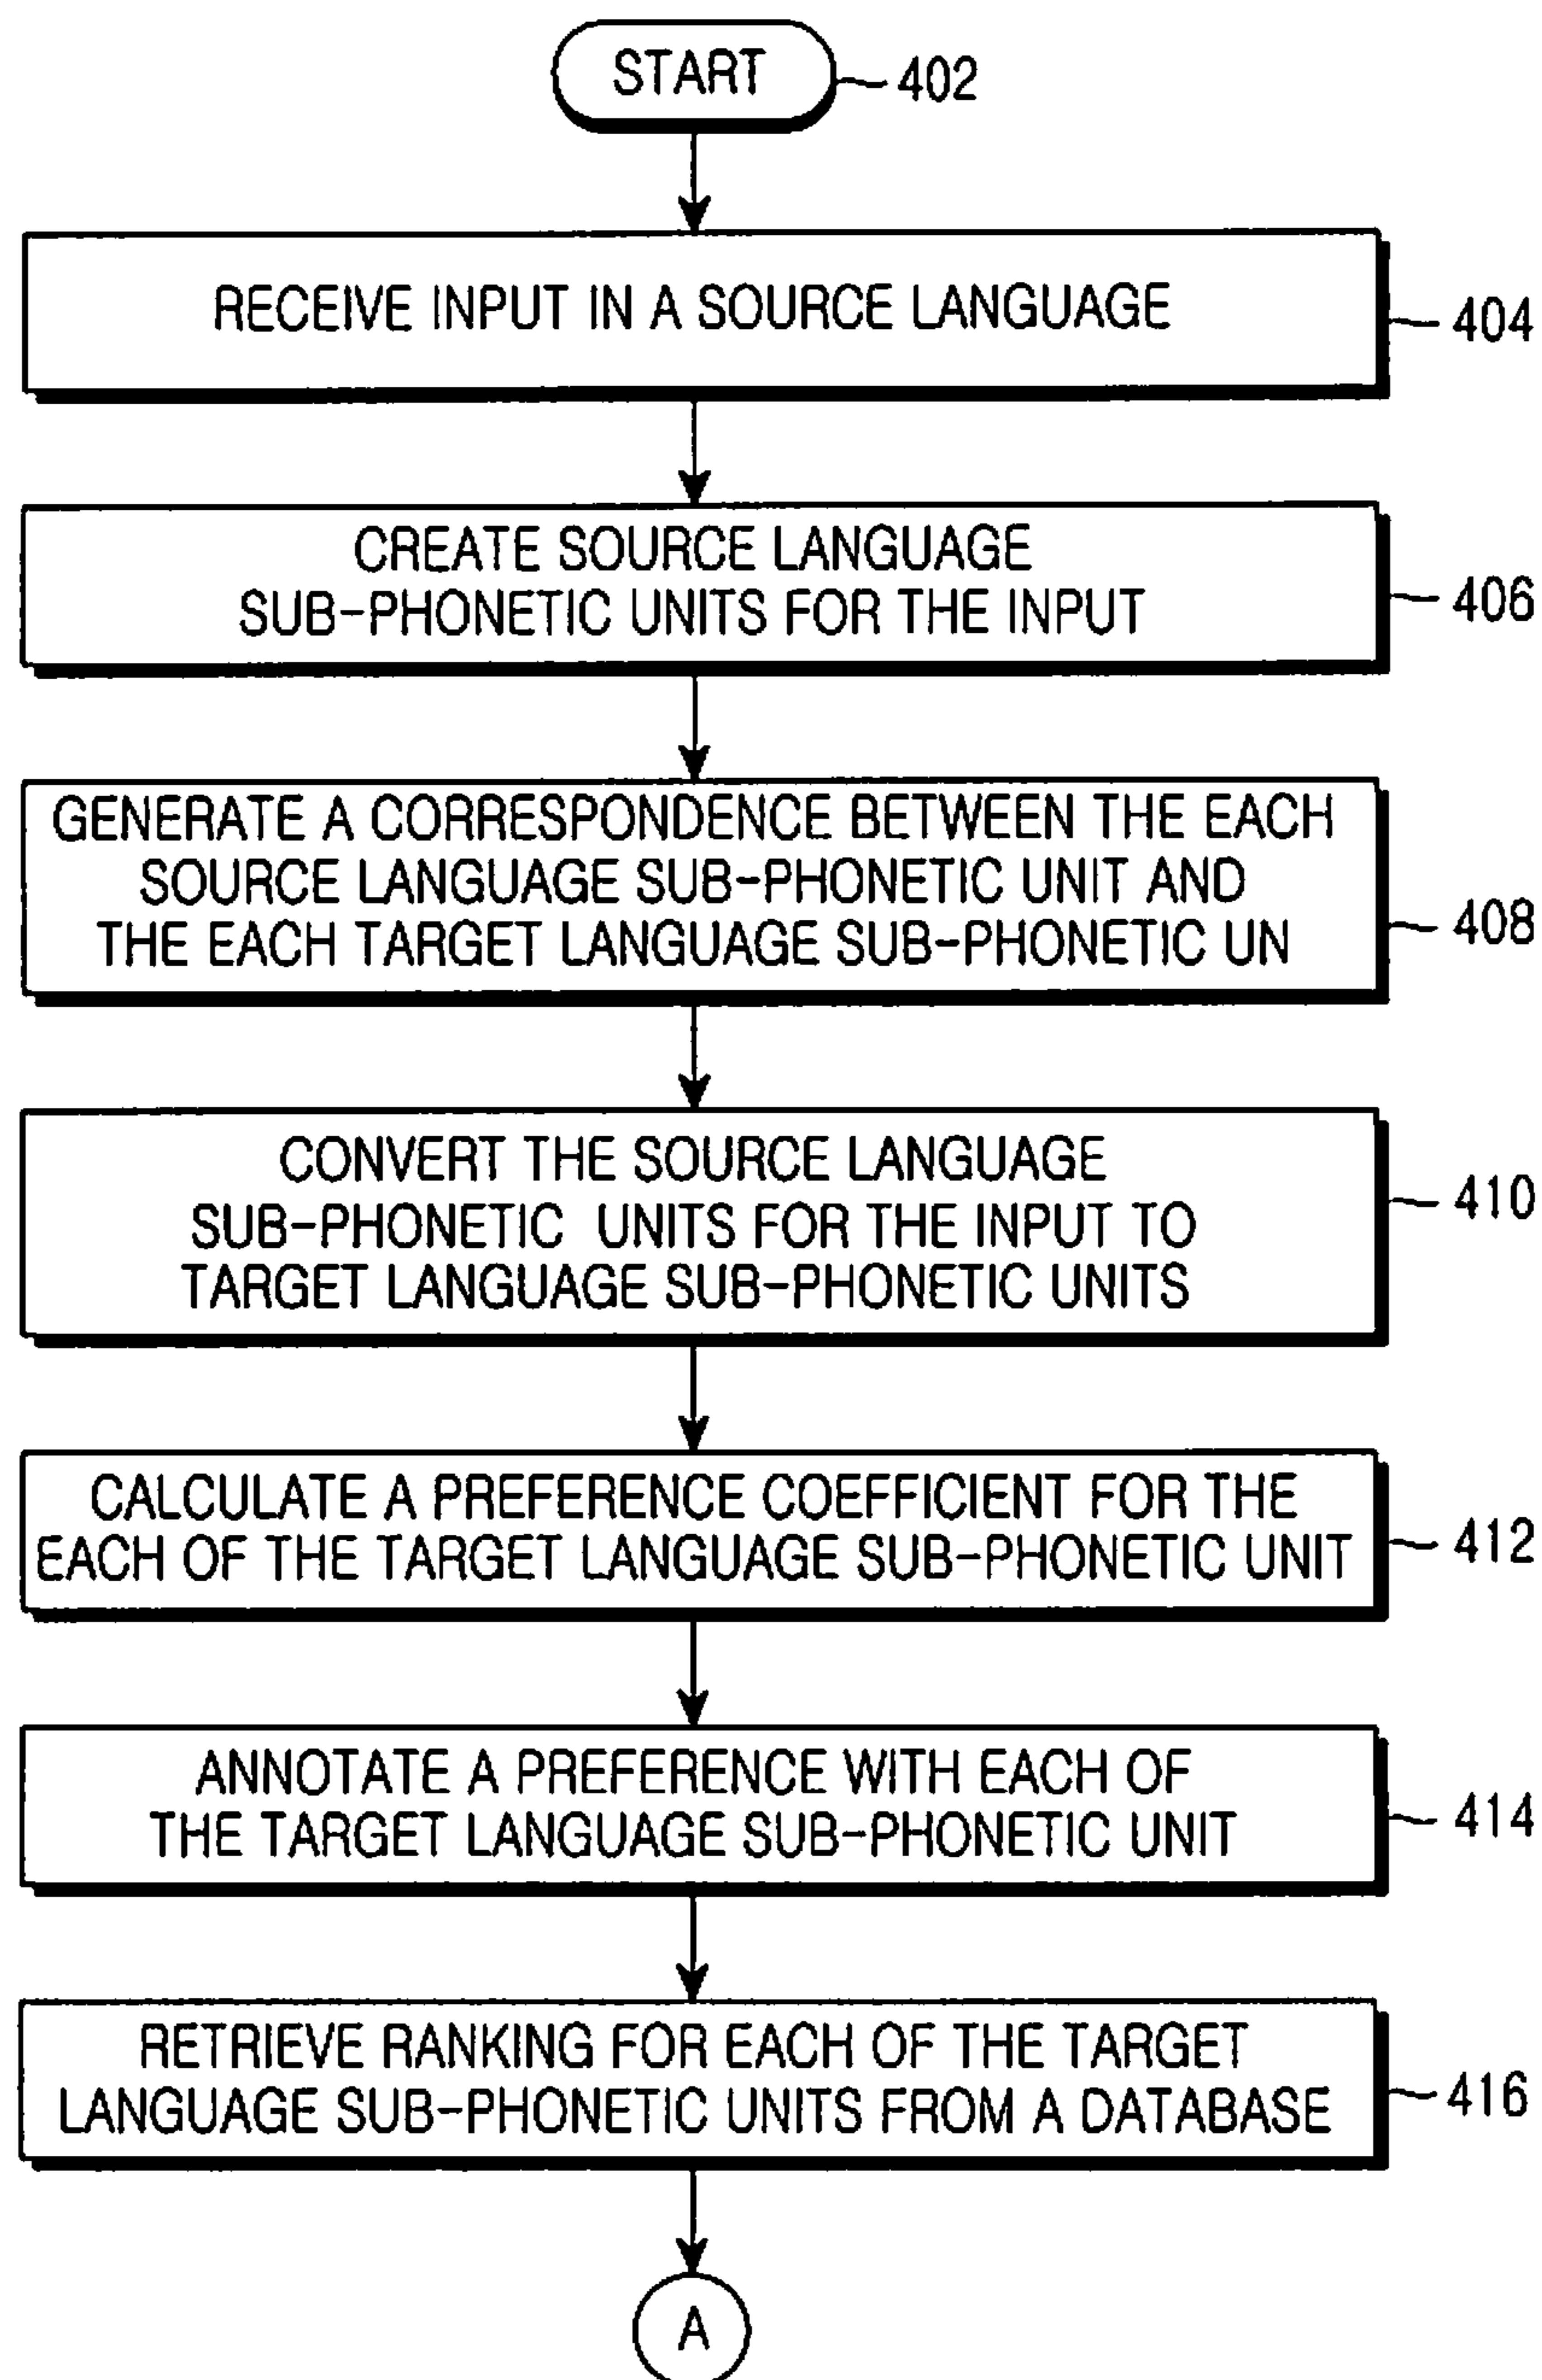 START
402
RECEIVE INPUT IN A SOURCE LANGUAGE
404
CREATE SOURCE LANGUAGE
SUB-PHONETIC UNITS FOR THE INPUT
406
GENERATE A CORRESPONDENCE BETWEEN THE EACH
SOURCE LANGUAGE SUB-PHONETIC UNIT AND
THE EACH TARGET LANGUAGE SUB-PHONETIC UN
408
CONVERT THE SOURCE LANGUAGE
SUB-PHONETIC UNITS FOR THE INPUT TO
TARGET LANGUAGE SUB-PHONETIC UNITS
410
CALCULATE A PREFERENCE COEFFICIENT FOR THE
EACH OF THE TARGET LANGUAGE SUB-PHONETIC UNIT
412
ANNOTATE A PREFERENCE WITH EACH OF
THE TARGET LANGUAGE SUB-PHONETIC UNIT
414
RETRIEVE RANKING FOR EACH OF THE TARGET
LANGUAGE SUB-PHONETIC UNITS FROM A DATABASE
416
A